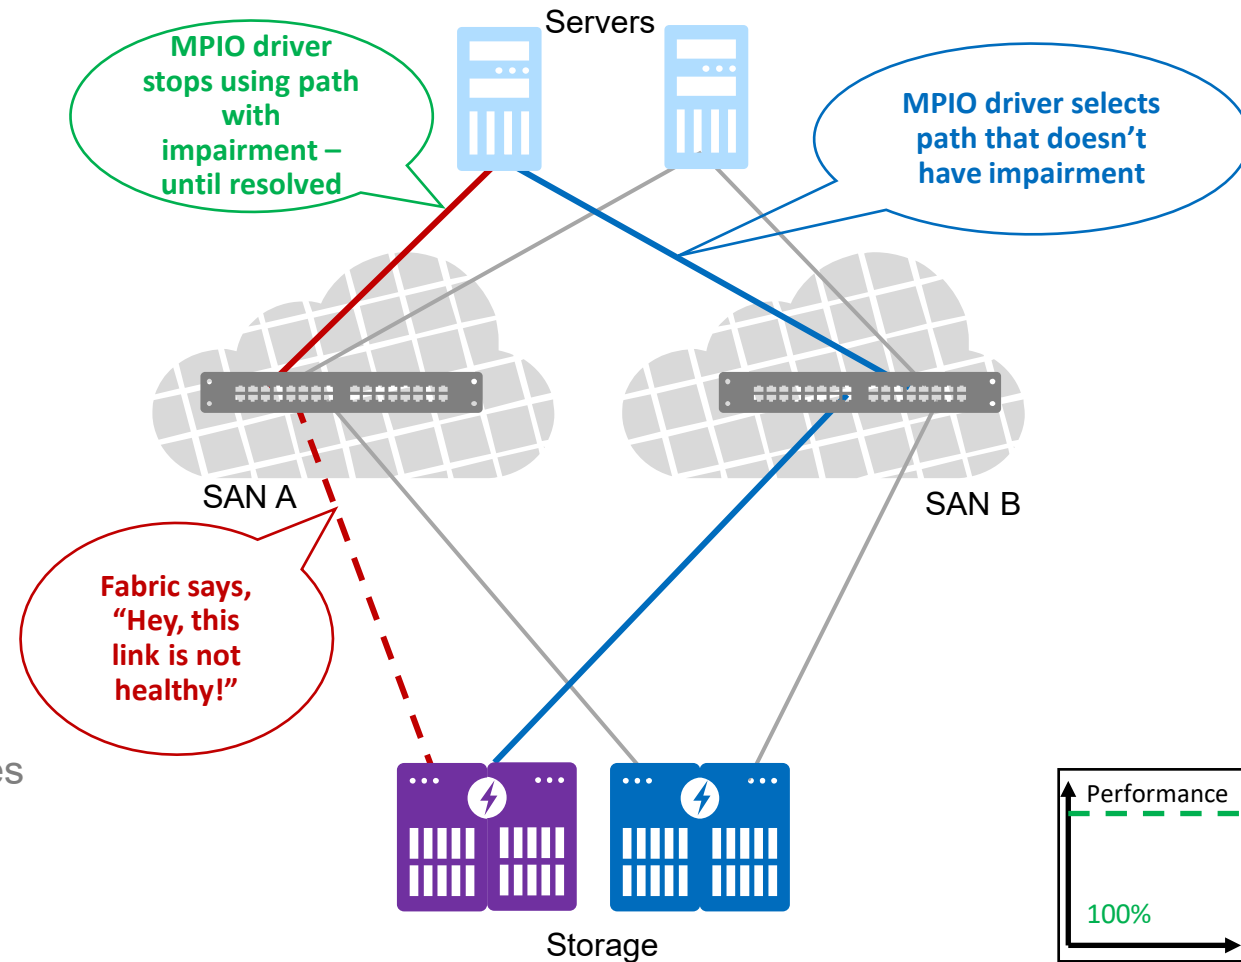 Servers
MPIO driver
stops using path
with
impairment –
until resolved
MPIO driver selects
path that doesn’t
have impairment
SAN A
SAN B
Fabric says,
“Hey, this
link is not
healthy!”
es
Performance
100%
Storage